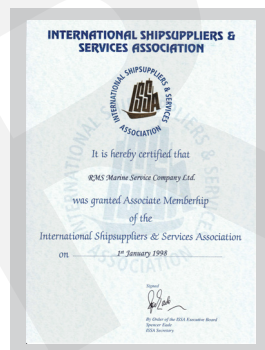 INTERNATIONAL SHIPSUPPLIERS &
SERVICES ASSOCIATION
INTERNATIONAL SHIPSUPPLIERS & SERVICES ASSOCIATION
ISSA
It is hereby certified that
RMS Marine Service Company Ltd.
was granted Associate Membership
of the
International Shipsuppliers & Services Association
on 1st January 1998
Signed
By Order of the ISSA Executive Board
Spencer Eade
ISSA Secretary